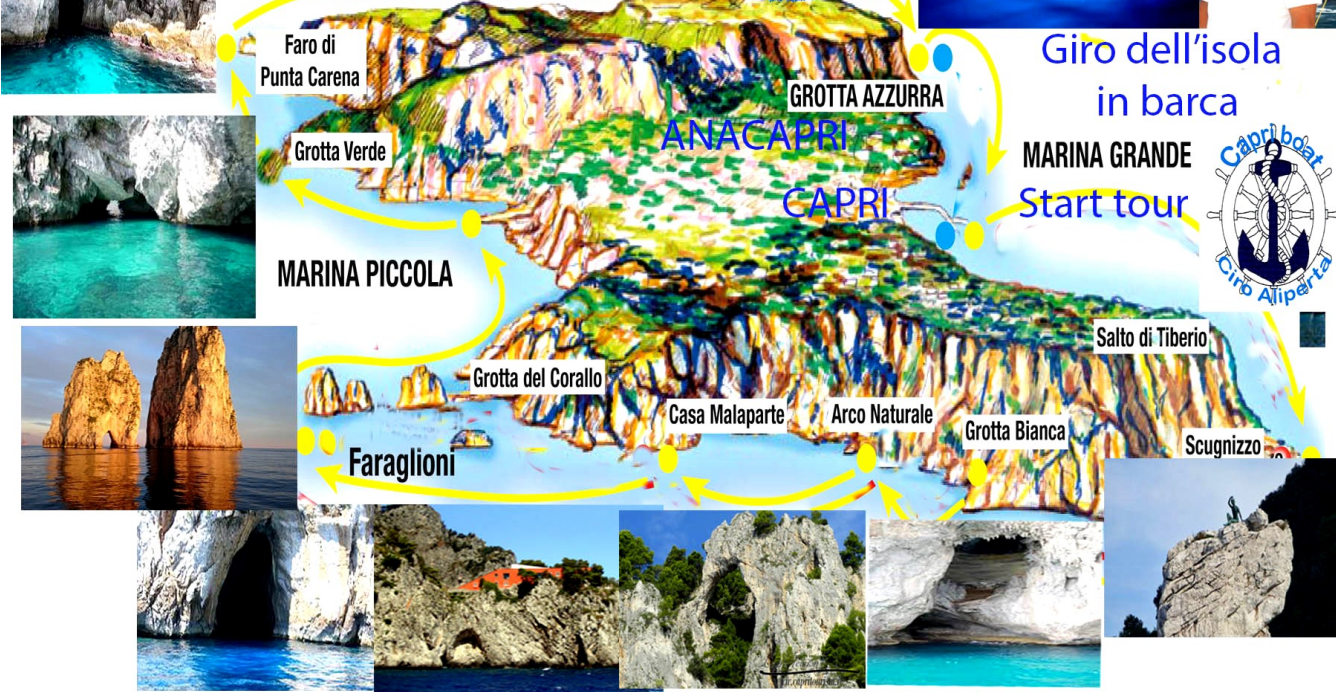 Giro dell'isola
in barca
Faro di
Punta Carena
GROTTA AZZURRA
ANACAPRI
Grotta Verde
MARINA GRANDE
Capri boat
CAPRI
Start tour
Ciro Aliperta
MARINA PICCOLA
Salto di Tiberio
Grotta del Corallo
Casa Malaparte
Arco Naturale
Grotta Bianca
Scugnizzo
Faraglioni